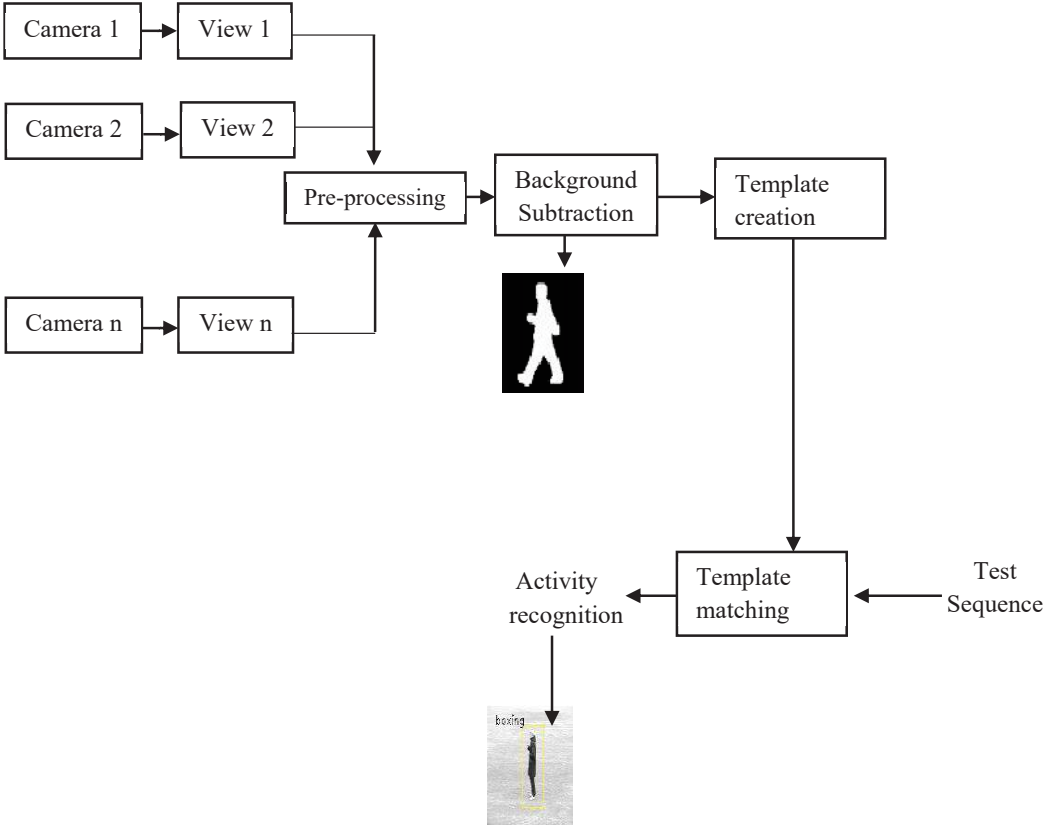 Camera 1
View 1
Camera 2
View 2
Pre-processing
Background
Subtraction
Template
creation
Camera n
View n
Activity
recognition
Template
matching
Test
Sequence
boxing